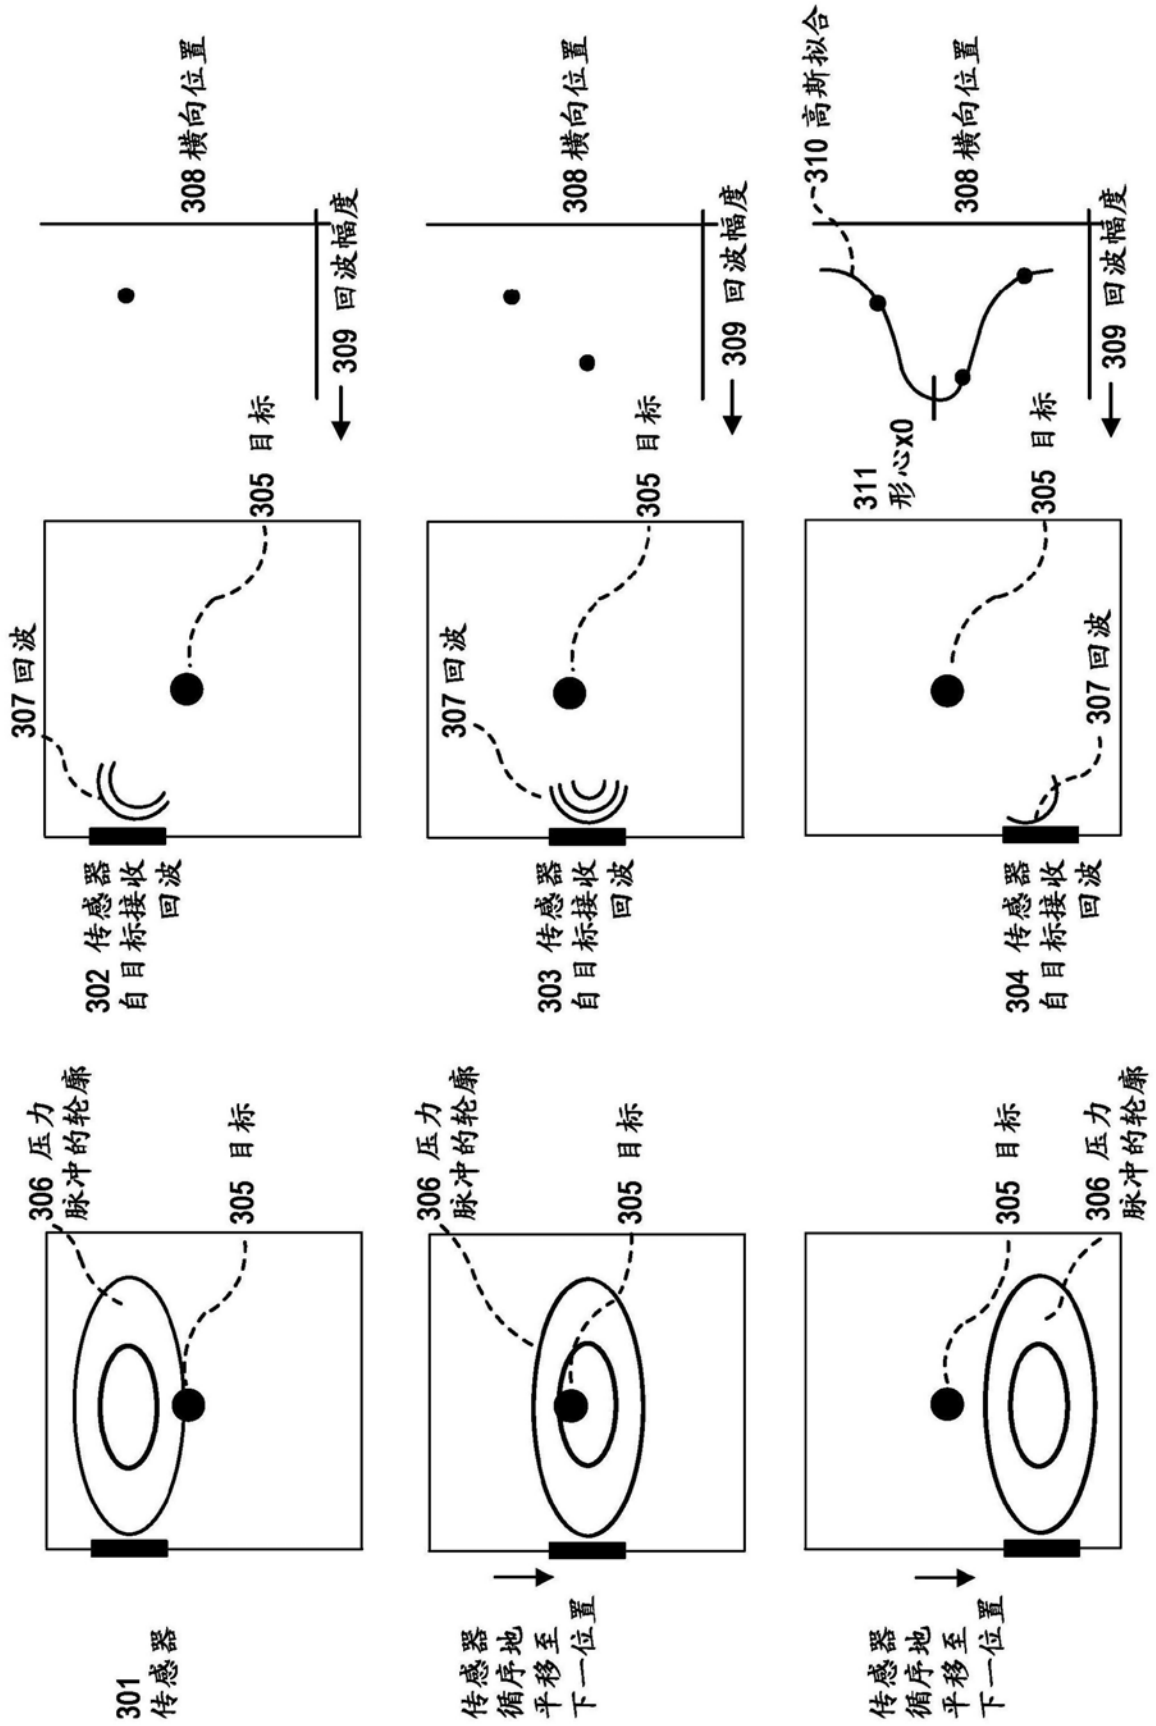 301
传感器
306 压力
脉冲的轮廓
305 目标
302 传感器
自目标接收
回波
307 回波
305 目标
308 横向位置
309 回波幅度
传感器
循序地
平移至
下一位置
306 压力
脉冲的轮廓
305 目标
303 传感器
自目标接收
回波
307 回波
305 目标
308 横向位置
309 回波幅度
传感器
循序地
平移至
下一位置
305 目标
306 压力
脉冲的轮廓
304 传感器
自目标接收
回波
307 回波
305 目标
311
形心x0
310 高斯拟合
308 横向位置
309 回波幅度